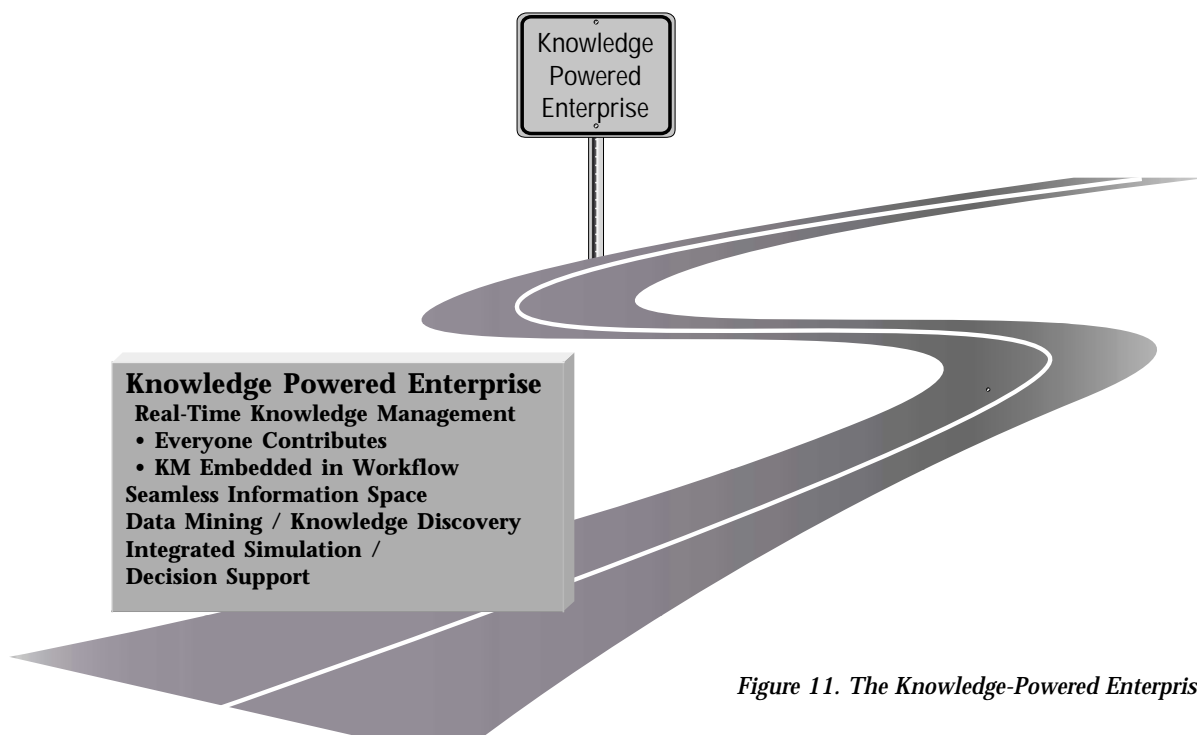 Knowledge
Powered
Enterprise
Knowledge Powered Enterprise
Real-Time Knowledge Management
• Everyone Contributes
• KM Embedded in Workflow
Seamless Information Space
Data Mining / Knowledge Discovery
Integrated Simulation /
Decision Support
Figure 11. The Knowledge-Powered Enterpris